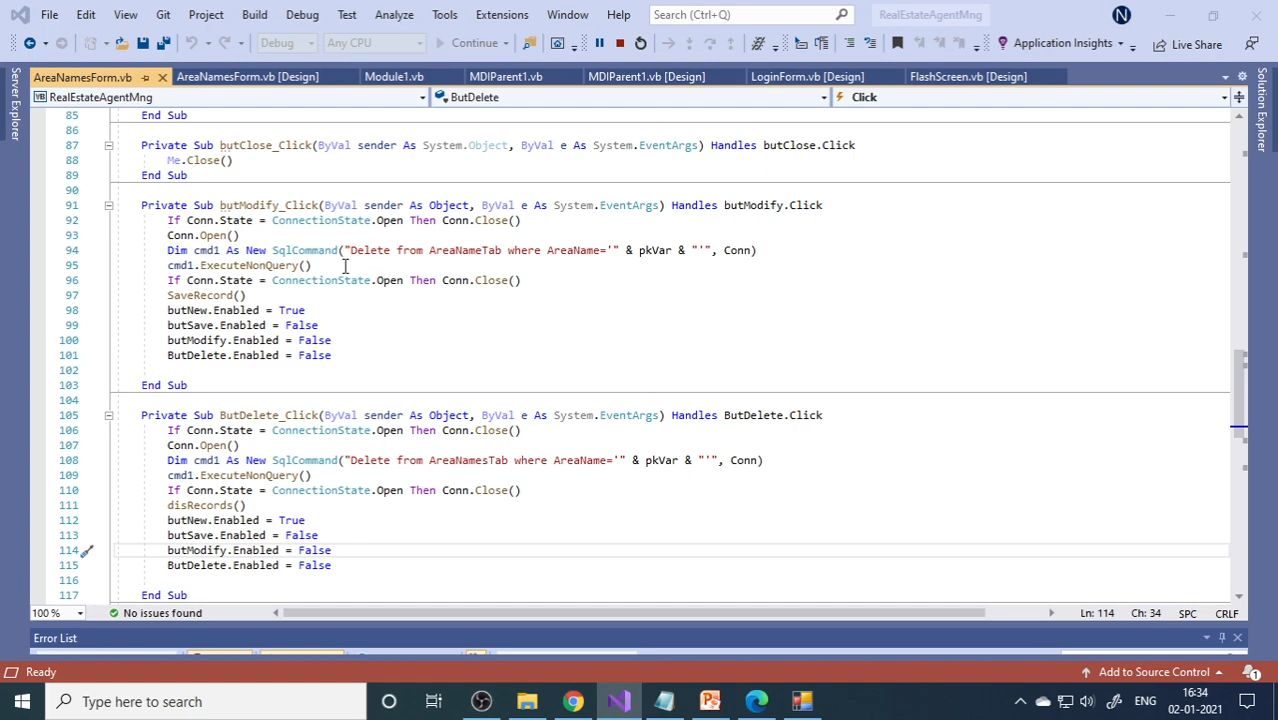 File Edit View Git Project Build Debug Test Analyze Tools Extensions Window Help Search (Ctrl+Q) RealEstateAgentMng N
Debug Any CPU Continue Application Insights Live Share
AreaNamesForm.vb AreaNamesForm.vb [Design] Module1.vb MDIParent1.vb MDIParent1.vb [Design] LoginForm.vb [Design] FlashScreen.vb [Design]
RealEstateAgentMng ButDelete Click
Server Explorer
Solution Explorer
85 End Sub
86
87 Private Sub butClose_Click(ByVal sender As System.Object, ByVal e As System.EventArgs) Handles butClose.Click
88 Me.Close()
89 End Sub
90
91 Private Sub butModify_Click(ByVal sender As Object, ByVal e As System.EventArgs) Handles butModify.Click
92 If Conn.State = ConnectionState.Open Then Conn.Close()
93 Conn.Open()
94 Dim cmd1 As New SqlCommand("Delete from AreaNameTab where AreaName='" & pkVar & "'", Conn)
95 cmd1.ExecuteNonQuery()
96 If Conn.State = ConnectionState.Open Then Conn.Close()
97 SaveRecord()
98 butNew.Enabled = True
99 butSave.Enabled = False
100 butModify.Enabled = False
101 ButDelete.Enabled = False
102
103 End Sub
104
105 Private Sub ButDelete_Click(ByVal sender As Object, ByVal e As System.EventArgs) Handles ButDelete.Click
106 If Conn.State = ConnectionState.Open Then Conn.Close()
107 Conn.Open()
108 Dim cmd1 As New SqlCommand("Delete from AreaNamesTab where AreaName='" & pkVar & "'", Conn)
109 cmd1.ExecuteNonQuery()
110 If Conn.State = ConnectionState.Open Then Conn.Close()
111 disRecords()
112 butNew.Enabled = True
113 butSave.Enabled = False
114 butModify.Enabled = False
115 ButDelete.Enabled = False
116
117 End Sub
100 % No issues found Ln: 114 Ch: 34 SPC CRLF
Error List
Ready Add to Source Control 1
Type here to search ENG 16:34
02-01-2021